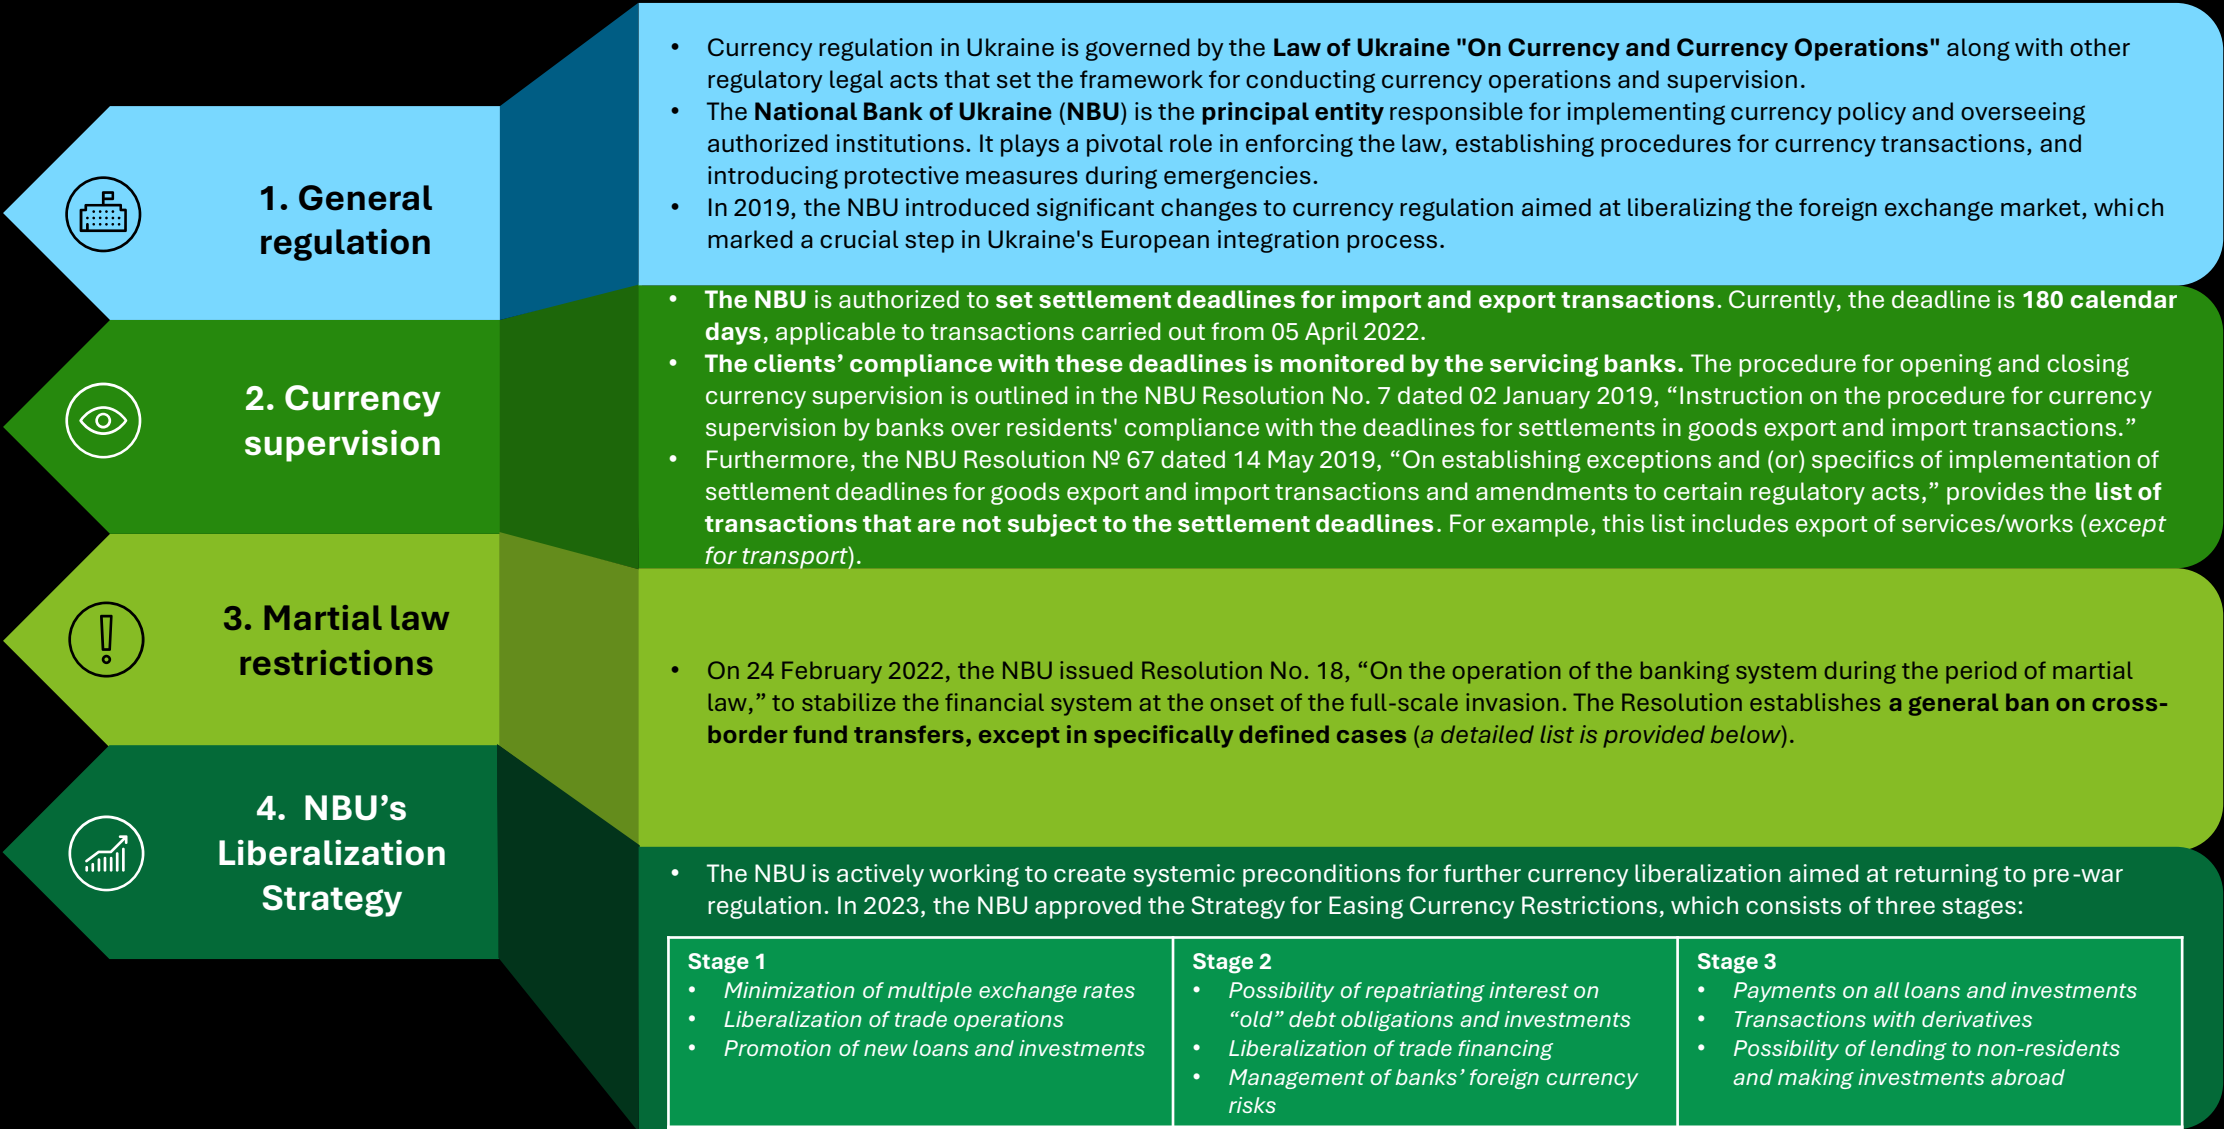 1. General
regulation
• Currency regulation in Ukraine is governed by the Law of Ukraine "On Currency and Currency Operations" along with other
regulatory legal acts that set the framework for conducting currency operations and supervision.
• The National Bank of Ukraine (NBU) is the principal entity responsible for implementing currency policy and overseeing
authorized institutions. It plays a pivotal role in enforcing the law, establishing procedures for currency transactions, and
introducing protective measures during emergencies.
• In 2019, the NBU introduced significant changes to currency regulation aimed at liberalizing the foreign exchange market, which
marked a crucial step in Ukraine's European integration process.
2. Currency
supervision
• The NBU is authorized to set settlement deadlines for import and export transactions. Currently, the deadline is 180 calendar
days, applicable to transactions carried out from 05 April 2022.
• The clients’ compliance with these deadlines is monitored by the servicing banks. The procedure for opening and closing
currency supervision is outlined in the NBU Resolution No. 7 dated 02 January 2019, “Instruction on the procedure for currency
supervision by banks over residents' compliance with the deadlines for settlements in goods export and import transactions.”
• Furthermore, the NBU Resolution № 67 dated 14 May 2019, “On establishing exceptions and (or) specifics of implementation of
settlement deadlines for goods export and import transactions and amendments to certain regulatory acts,” provides the list of
transactions that are not subject to the settlement deadlines. For example, this list includes export of services/works (except
for transport).
3. Martial law
restrictions
• On 24 February 2022, the NBU issued Resolution No. 18, “On the operation of the banking system during the period of martial
law,” to stabilize the financial system at the onset of the full-scale invasion. The Resolution establishes a general ban on cross-
border fund transfers, except in specifically defined cases (a detailed list is provided below).
4. NBU’s
Liberalization
Strategy
• The NBU is actively working to create systemic preconditions for further currency liberalization aimed at returning to pre-war
regulation. In 2023, the NBU approved the Strategy for Easing Currency Restrictions, which consists of three stages:
Stage 1
• Minimization of multiple exchange rates
• Liberalization of trade operations
• Promotion of new loans and investments
Stage 2
• Possibility of repatriating interest on
“old” debt obligations and investments
• Liberalization of trade financing
• Management of banks’ foreign currency
risks
Stage 3
• Payments on all loans and investments
• Transactions with derivatives
• Possibility of lending to non-residents
and making investments abroad